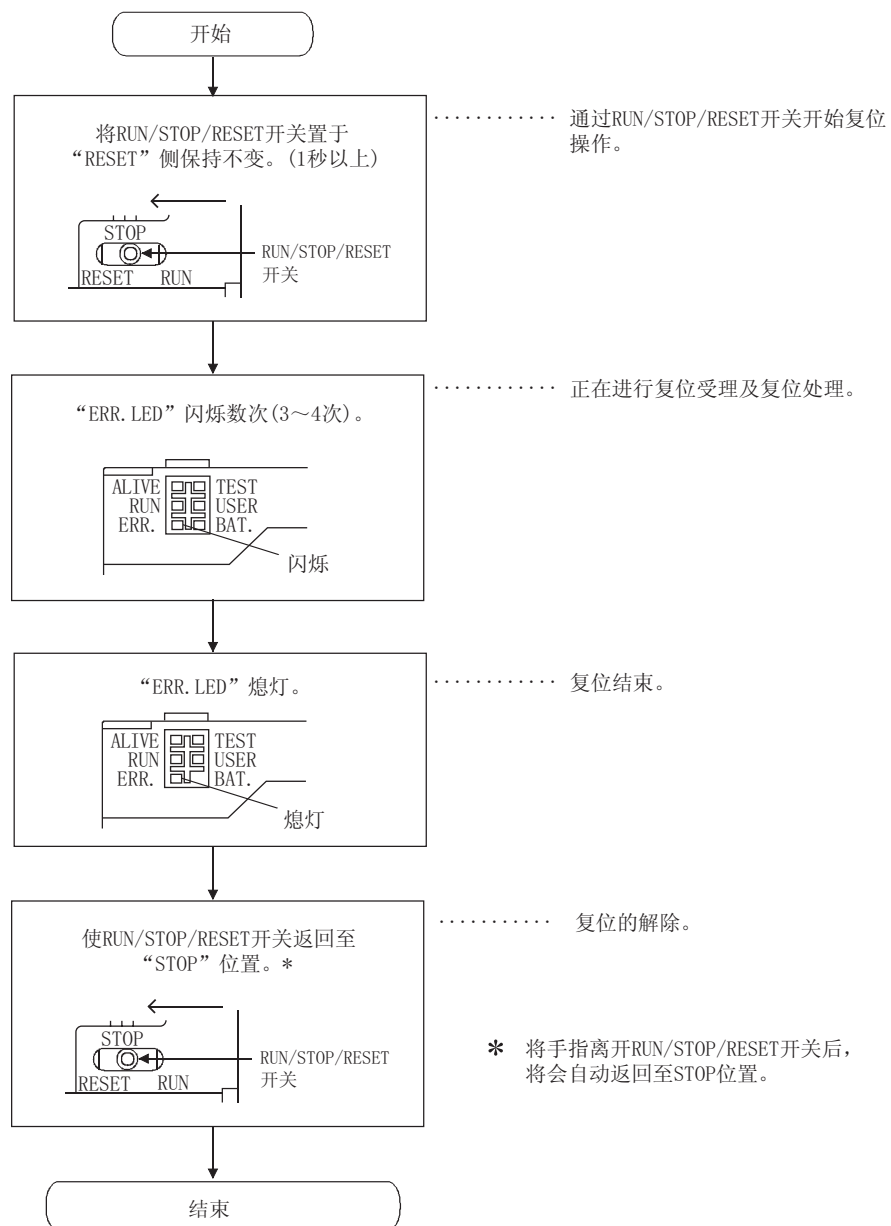 开始
将RUN/STOP/RESET开关置于
“RESET”侧保持不变。(1秒以上)
············ 通过RUN/STOP/RESET开关开始复位
操作。
STOP
RESET RUN
RUN/STOP/RESET
开关
“ERR.LED”闪烁数次(3～4次)。
············ 正在进行复位受理及复位处理。
ALIVE TEST
RUN USER
ERR. BAT.
闪烁
“ERR.LED”熄灯。
············ 复位结束。
ALIVE TEST
RUN USER
ERR. BAT.
熄灯
使RUN/STOP/RESET开关返回至
“STOP”位置。*
··········· 复位的解除。
STOP
RESET RUN
RUN/STOP/RESET
开关
* 将手指离开RUN/STOP/RESET开关后，
将会自动返回至STOP位置。
结束